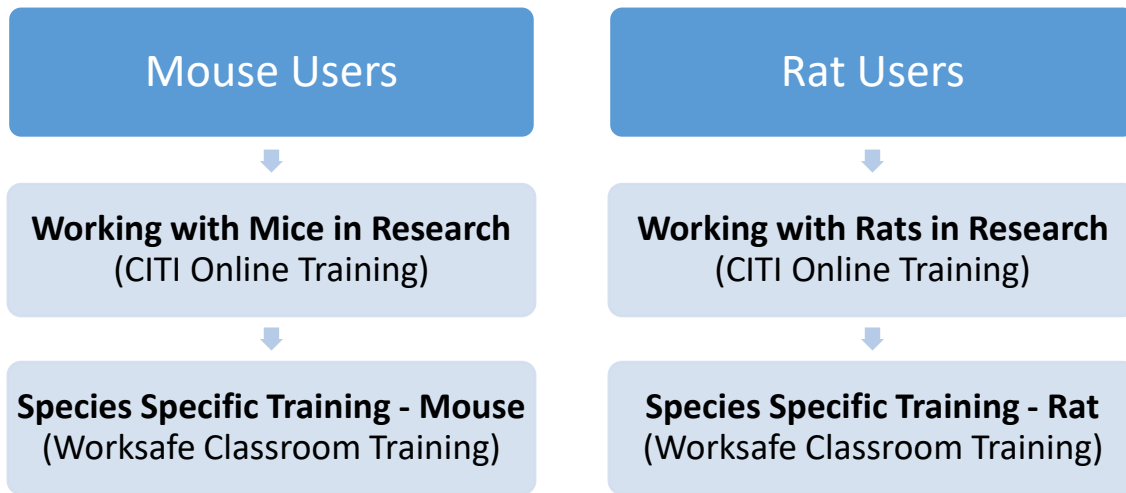 Mouse Users
Working with Mice in Research
(CITI Online Training)
Species Specific Training - Mouse
(Worksafe Classroom Training)
Rat Users
Working with Rats in Research
(CITI Online Training)
Species Specific Training - Rat
(Worksafe Classroom Training)